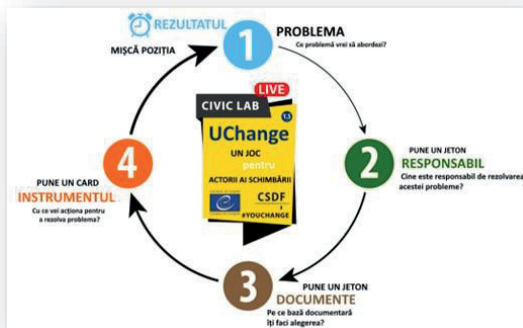 REZULTATUL
MIȘCĂ POZIȚIA
1
PROBLEMA
Ce problemă vrei să abordezi?
LIVE
CIVIC LAB
1.1
UChange
UN JOC
pentru
ACTORII AI SCHIMBĂRII
CSDF
#YOUCHANGE
2
PUNE UN JETON
RESPONSABIL
Cine este responsabil de rezolvarea
acestei probleme?
3
PUNE UN JETON
DOCUMENTE
Pe ce bază documentară
îți faci alegerea?
4
PUNE UN CARD
INSTRUMENTUL
Cu ce vei acționa pentru
a rezolva problema?